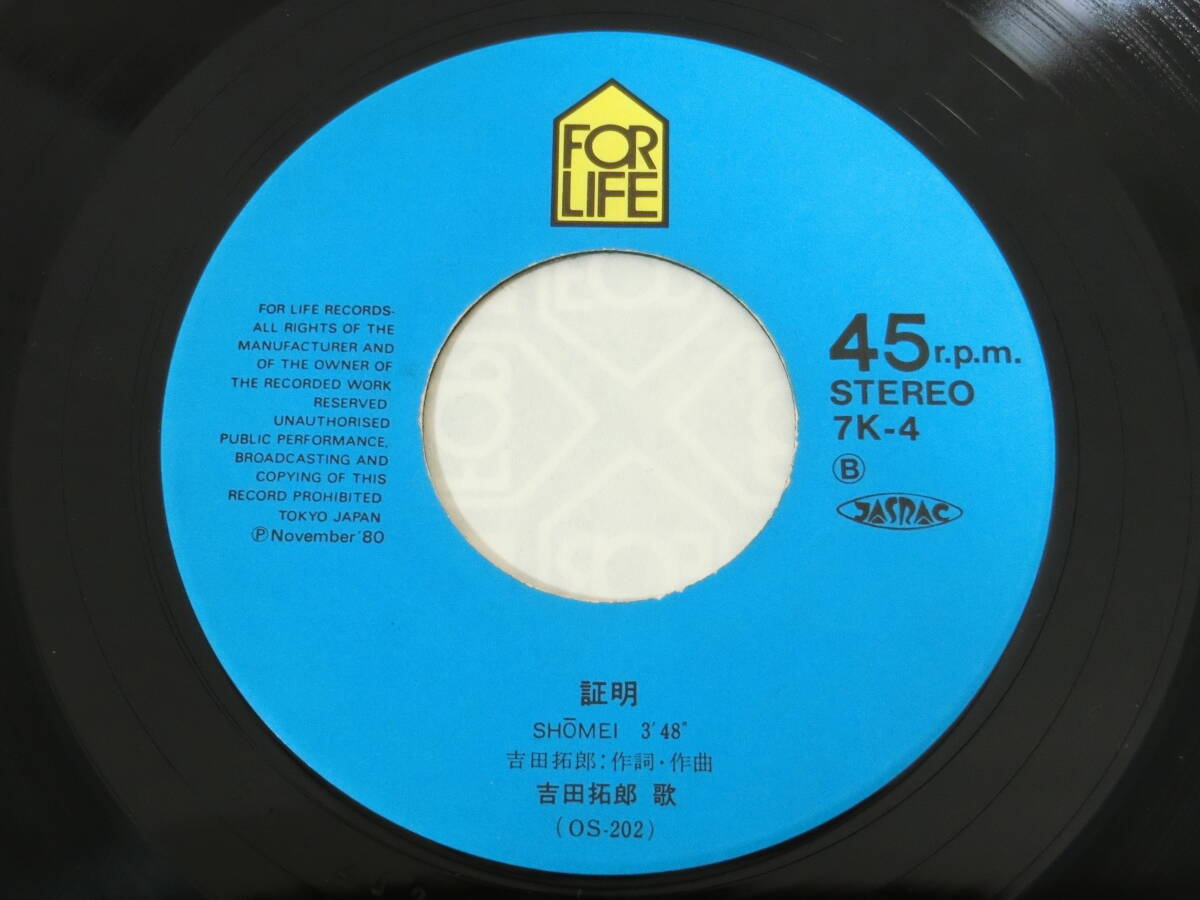 FOR
LIFE
FOR LIFE RECORDS-
ALL RIGHTS OF THE
MANUFACTURER AND
OF THE OWNER OF
THE RECORDED WORK
RESERVED
UNAUTHORISED
PUBLIC PERFORMANCE,
BROADCASTING AND
COPYING OF THIS
RECORD PROHIBITED
TOKYO JAPAN
ⓅNovember'80
45r.p.m.
STEREO
7K-4
Ⓑ
JASRAC
証明
SHŌMEI 3'48"
吉田拓郎:作詞・作曲
吉田拓郎 歌
(OS-202)